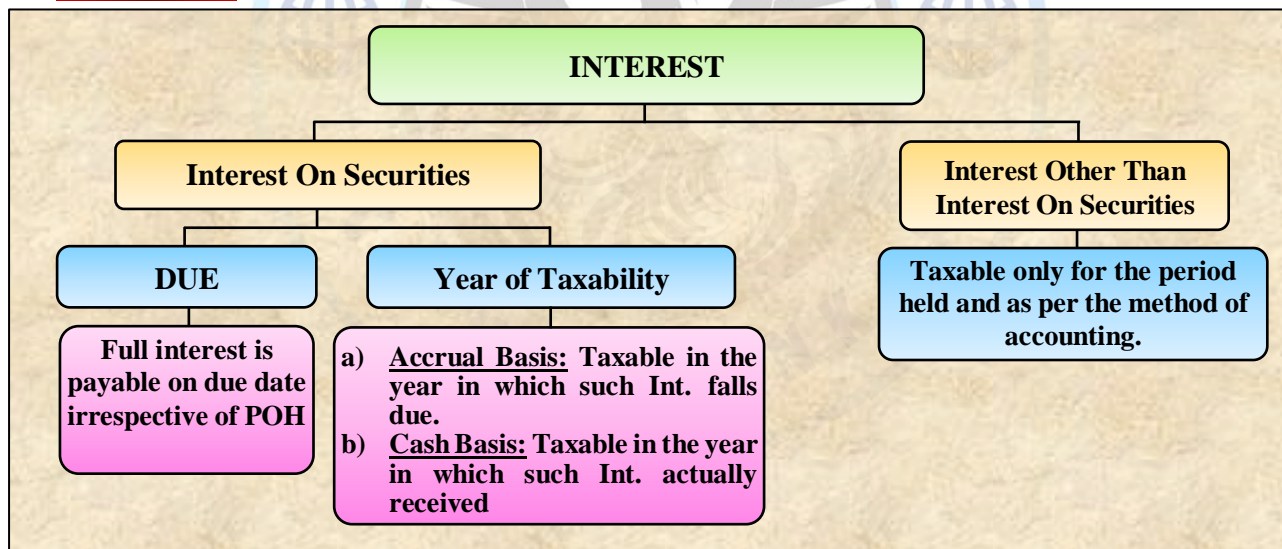 INTEREST
Interest On Securities
Interest Other Than
Interest On Securities
DUE
Year of Taxability
Taxable only for the period
held and as per the method of
accounting.
Full interest is
payable on due date
irrespective of POH
a) Accrual Basis: Taxable in the
year in which such Int. falls
due.
b) Cash Basis: Taxable in the year
in which such Int. actually
received